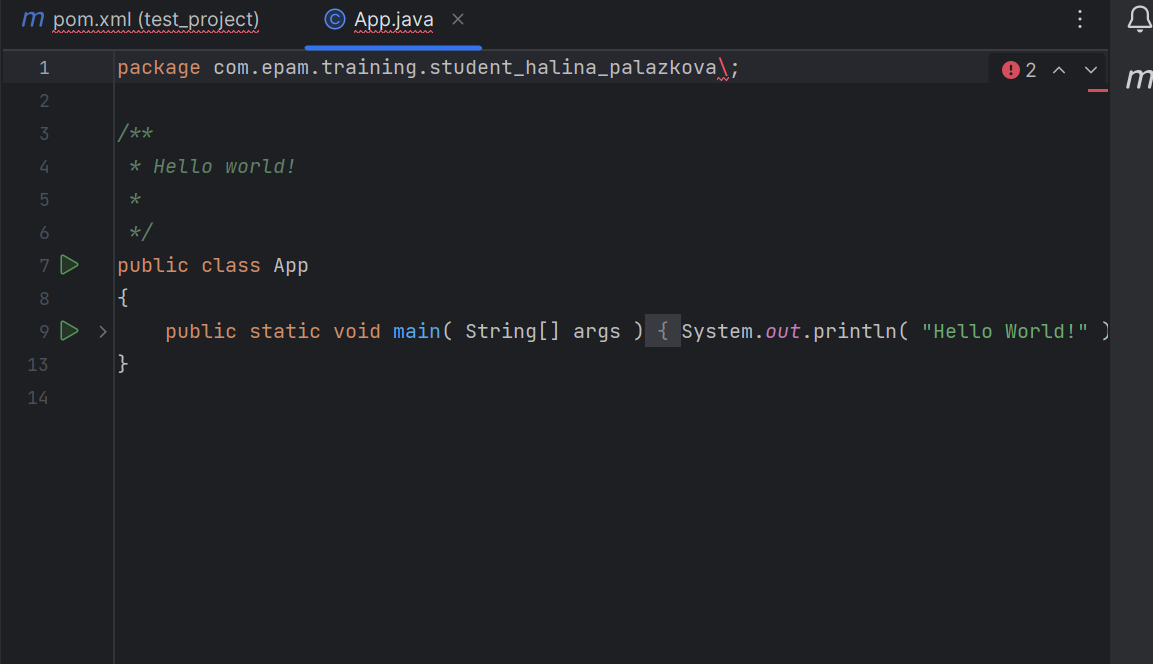 m pom.xml (test_project) C App.java
1 package com.epam.training.student_halina_palazkova\; 2
2
3 /**
4 * Hello world!
5 *
6 */
7 public class App
8 {
9 public static void main( String[] args ) { System.out.println( "Hello World!" )
13 }
14
m